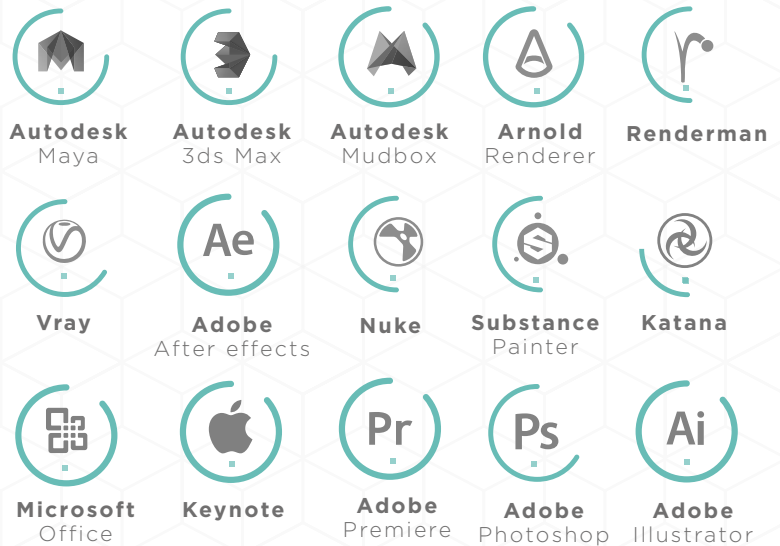 Autodesk
Maya
Autodesk
3ds Max
Autodesk
Mudbox
Arnold
Renderer
Renderman
Vray
Ae
Adobe
After effects
Nuke
Substance
Painter
Katana
Microsoft
Office
Keynote
Pr
Adobe
Premiere
Ps
Adobe
Photoshop
Ai
Adobe
Illustrator